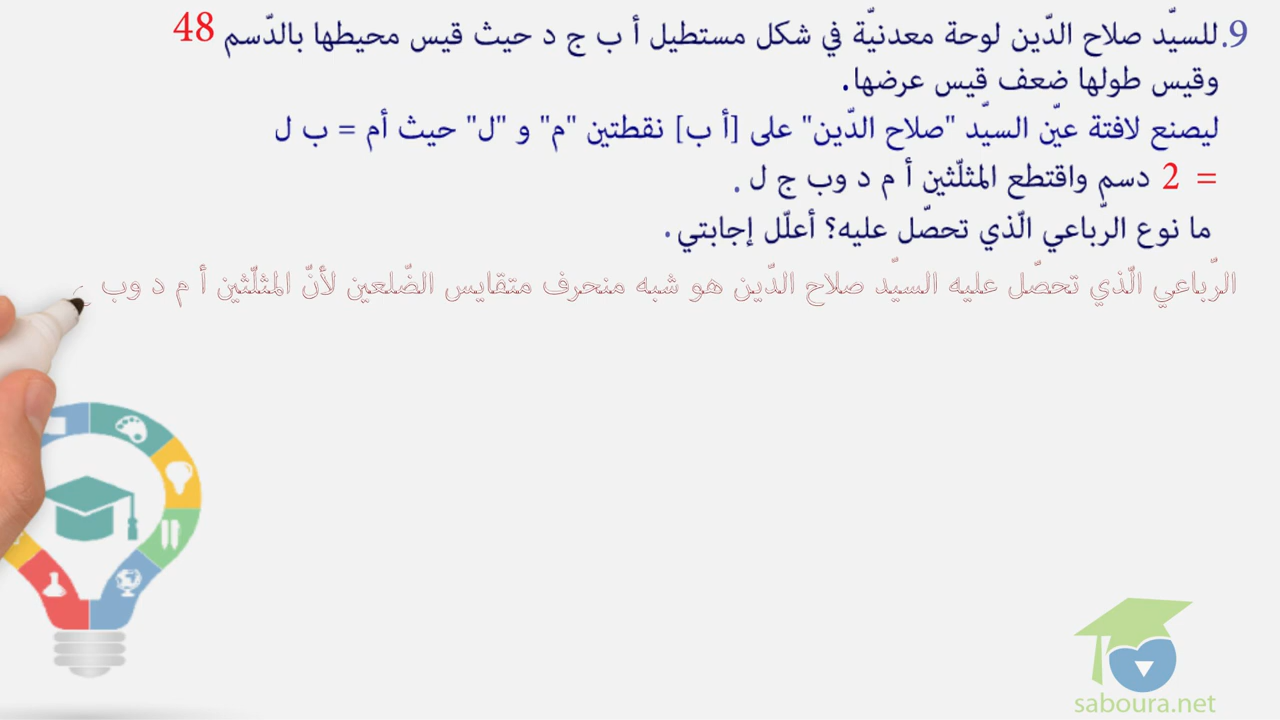 9. للسيّد صلاح الدّين لوحة معدنيّة في شكل مستطيل أ ب ج د حيث قيس محيطها بالدّسم 48
وقيس طولها ضعف قيس عرضها.
ليصنع لافتة عيّن السيّد "صلاح الدّين" على [أ ب] نقطتين "م" و "ل" حيث أم = ب ل
= 2 دسم واقتطع المثلّثين أ م د وب ج ل .
ما نوع الرّباعي الّذي تحصّل عليه؟ أعلّل إجابتي.
الرّباعي الّذي تحصّل عليه السيّد صلاح الدّين هو شبه منحرف متقايس الضّلعين لأنّ المثلّثين أ م د وب
saboura.net